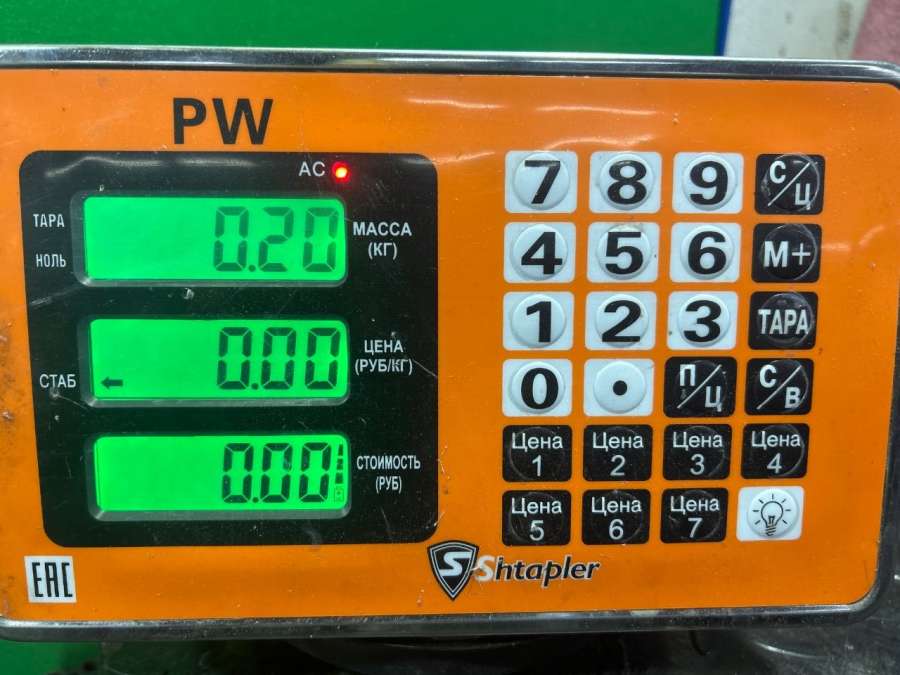 PW
AC
ТАРА
НОЛЬ
0.20
МАССА
(КГ)
СТАБ
0.00
ЦЕНА
(РУБ/КГ)
0.00
СТОИМОСТЬ
(РУБ)
7 8 9 С/Ц
4 5 6 М+
1 2 3 ТАРА
0 . П/Ц С/В
Цена 1 Цена 2 Цена 3 Цена 4
Цена 5 Цена 6 Цена 7
EAC
S-Shtapler